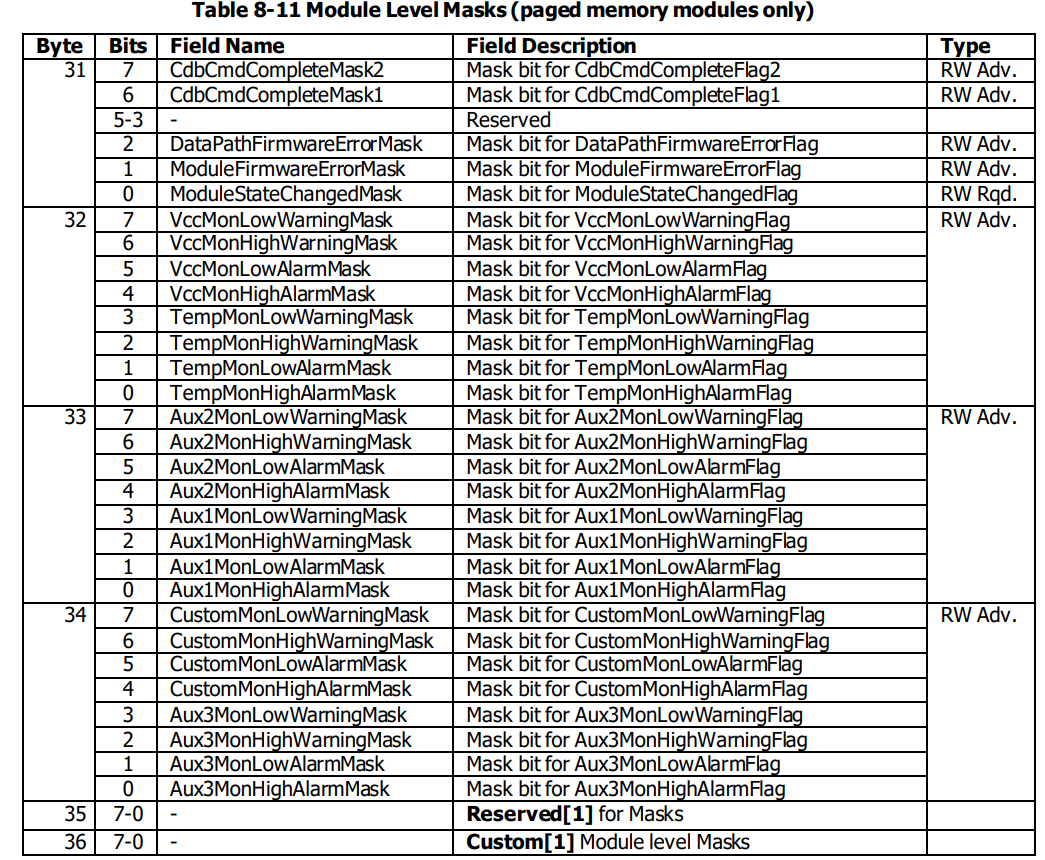 Table 8-11 Module Level Masks (paged memory modules only)
Byte Bits Field Name Field Description Type
31 7 CdbCmdCompleteMask2 Mask bit for CdbCmdCompleteFlag2 RW Adv.
6 CdbCmdCompleteMask1 Mask bit for CdbCmdCompleteFlag1 RW Adv.
5-3 - Reserved
2 DataPathFirmwareErrorMask Mask bit for DataPathFirmwareErrorFlag RW Adv.
1 ModuleFirmwareErrorMask Mask bit for ModuleFirmwareErrorFlag RW Adv.
0 ModuleStateChangedMask Mask bit for ModuleStateChangedFlag RW Rqd.
32 7 VccMonLowWarningMask Mask bit for VccMonLowWarningFlag RW Adv.
6 VccMonHighWarningMask Mask bit for VccMonHighWarningFlag
5 VccMonLowAlarmMask Mask bit for VccMonLowAlarmFlag
4 VccMonHighAlarmMask Mask bit for VccMonHighAlarmFlag
3 TempMonLowWarningMask Mask bit for TempMonLowWarningFlag
2 TempMonHighWarningMask Mask bit for TempMonHighWarningFlag
1 TempMonLowAlarmMask Mask bit for TempMonLowAlarmFlag
0 TempMonHighAlarmMask Mask bit for TempMonHighAlarmFlag
33 7 Aux2MonLowWarningMask Mask bit for Aux2MonLowWarningFlag RW Adv.
6 Aux2MonHighWarningMask Mask bit for Aux2MonHighWarningFlag
5 Aux2MonLowAlarmMask Mask bit for Aux2MonLowAlarmFlag
4 Aux2MonHighAlarmMask Mask bit for Aux2MonHighAlarmFlag
3 Aux1MonLowWarningMask Mask bit for Aux1MonLowWarningFlag
2 Aux1MonHighWarningMask Mask bit for Aux1MonHighWarningFlag
1 Aux1MonLowAlarmMask Mask bit for Aux1MonLowAlarmFlag
0 Aux1MonHighAlarmMask Mask bit for Aux1MonHighAlarmFlag
34 7 CustomMonLowWarningMask Mask bit for CustomMonLowWarningFlag RW Adv.
6 CustomMonHighWarningMask Mask bit for CustomMonHighWarningFlag
5 CustomMonLowAlarmMask Mask bit for CustomMonLowAlarmFlag
4 CustomMonHighAlarmMask Mask bit for CustomMonHighAlarmFlag
3 Aux3MonLowWarningMask Mask bit for Aux3MonLowWarningFlag
2 Aux3MonHighWarningMask Mask bit for Aux3MonHighWarningFlag
1 Aux3MonLowAlarmMask Mask bit for Aux3MonLowAlarmFlag
0 Aux3MonHighAlarmMask Mask bit for Aux3MonHighAlarmFlag
35 7-0 - Reserved[1] for Masks
36 7-0 - Custom[1] Module level Masks